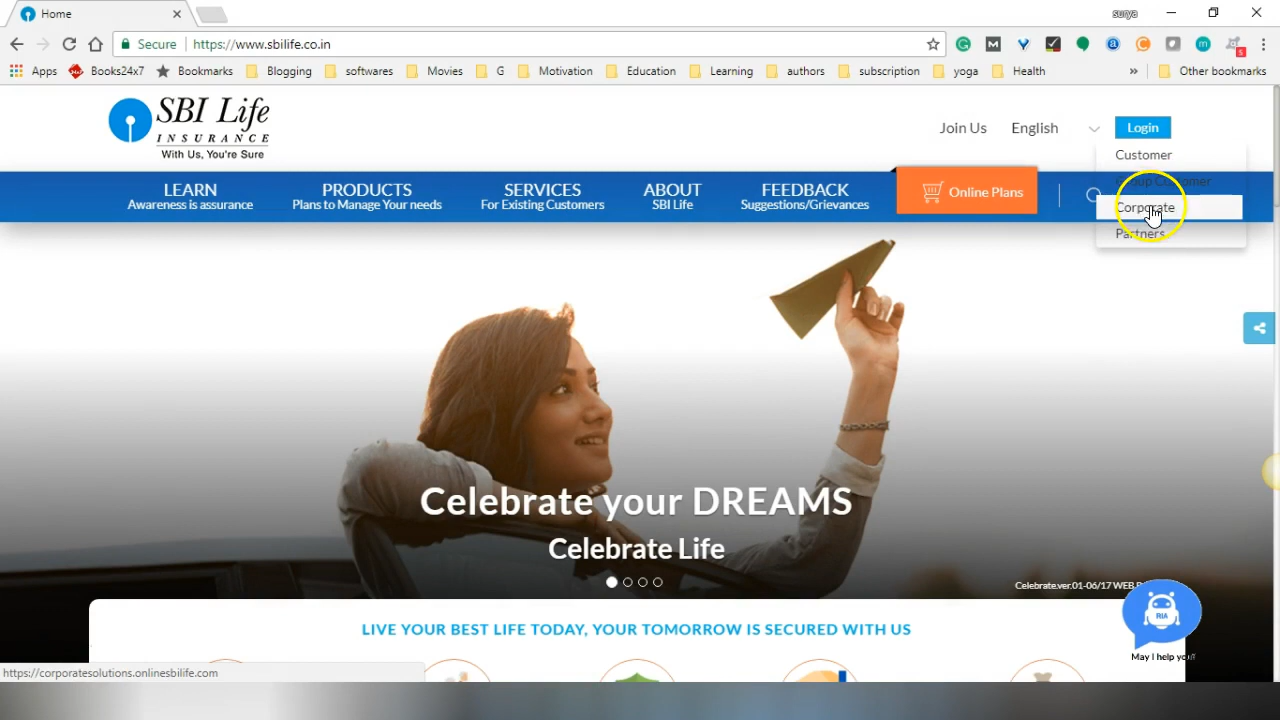 Home
surya
Secure
https://www.sbilife.co.in
Apps
Books24x7
Bookmarks
Blogging
softwares
Movies
G
Motivation
Education
Learning
authors
subscription
yoga
Health
»
Other bookmarks
SBI Life
INSURANCE
With Us, You're Sure
Join Us
English
Login
Customer
Group Customer
Corporate
Partners
LEARN
Awareness is assurance
PRODUCTS
Plans to Manage Your needs
SERVICES
For Existing Customers
ABOUT
SBI Life
FEEDBACK
Suggestions/Grievances
Online Plans
Celebrate your DREAMS
Celebrate Life
Celebrate.ver.01-06/17 WEB
RIA
May I help you?
LIVE YOUR BEST LIFE TODAY, YOUR TOMORROW IS SECURED WITH US
https://corporatesolutions.onlinesbilife.com